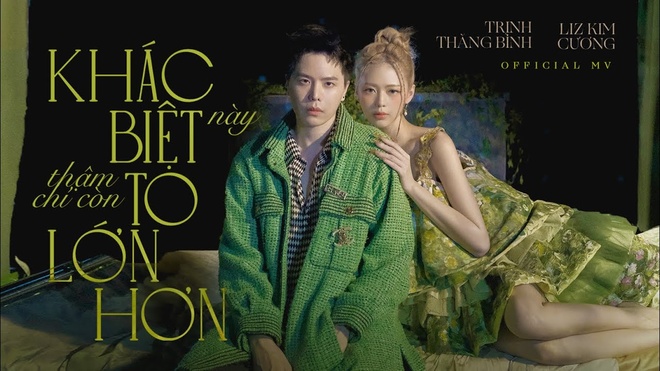 KHÁC
BIỆT này
thậm chí còn
TO
LỚN
HƠN
TRỊNH
THĂNG BÌNH
LIZ KIM
CƯƠNG
OFFICIAL MV